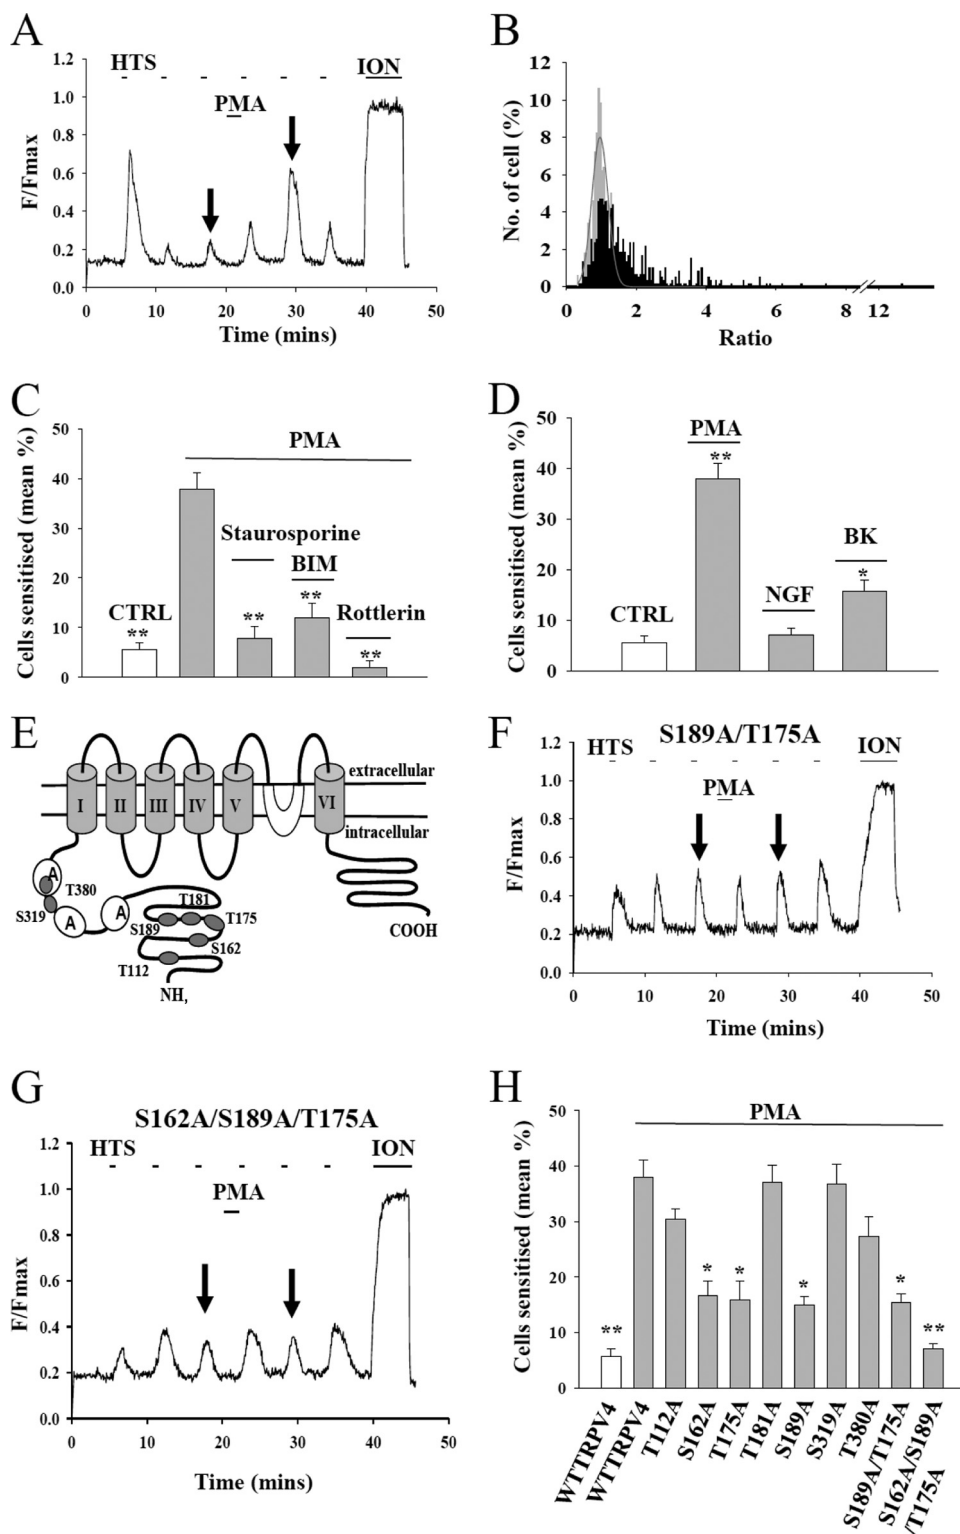 A
F/Fmax
1.2
1.0
0.8
0.6
0.4
0.2
0.0
HTS
PMA
ION
0 10 20 30 40 50
Time (mins)
B
No. of cell (%)
12
10
8
6
4
2
0
0 2 4 6 8 12
Ratio
C
Cells sensitised (mean %)
50
40
30
20
10
0
PMA
Staurosporine
BIM
Rottlerin
CTRL
**
**
**
**
D
Cells sensitised (mean %)
50
40
30
20
10
0
CTRL
PMA
**
NGF
BK
*
E
extracellular
intracellular
I II III IV V VI
A
A
A
T380
S319
T181
S189
T175
S162
T112
NH,
COOH
F
S189A/T175A
F/Fmax
1.2
1.0
0.8
0.6
0.4
0.2
0.0
HTS
PMA
ION
0 10 20 30 40 50
Time (mins)
G
S162A/S189A/T175A
F/Fmax
1.2
1.0
0.8
0.6
0.4
0.2
0.0
HTS
PMA
ION
0 10 20 30 40 50
Time (mins)
H
Cells sensitised (mean %)
50
40
30
20
10
0
PMA
**
*
*
*
*
**
WTTRPV4
WTTRPV4
T112A
S162A
T175A
T181A
S189A
S319A
T380A
S189A/T175A
S162A/S189A
/T175A